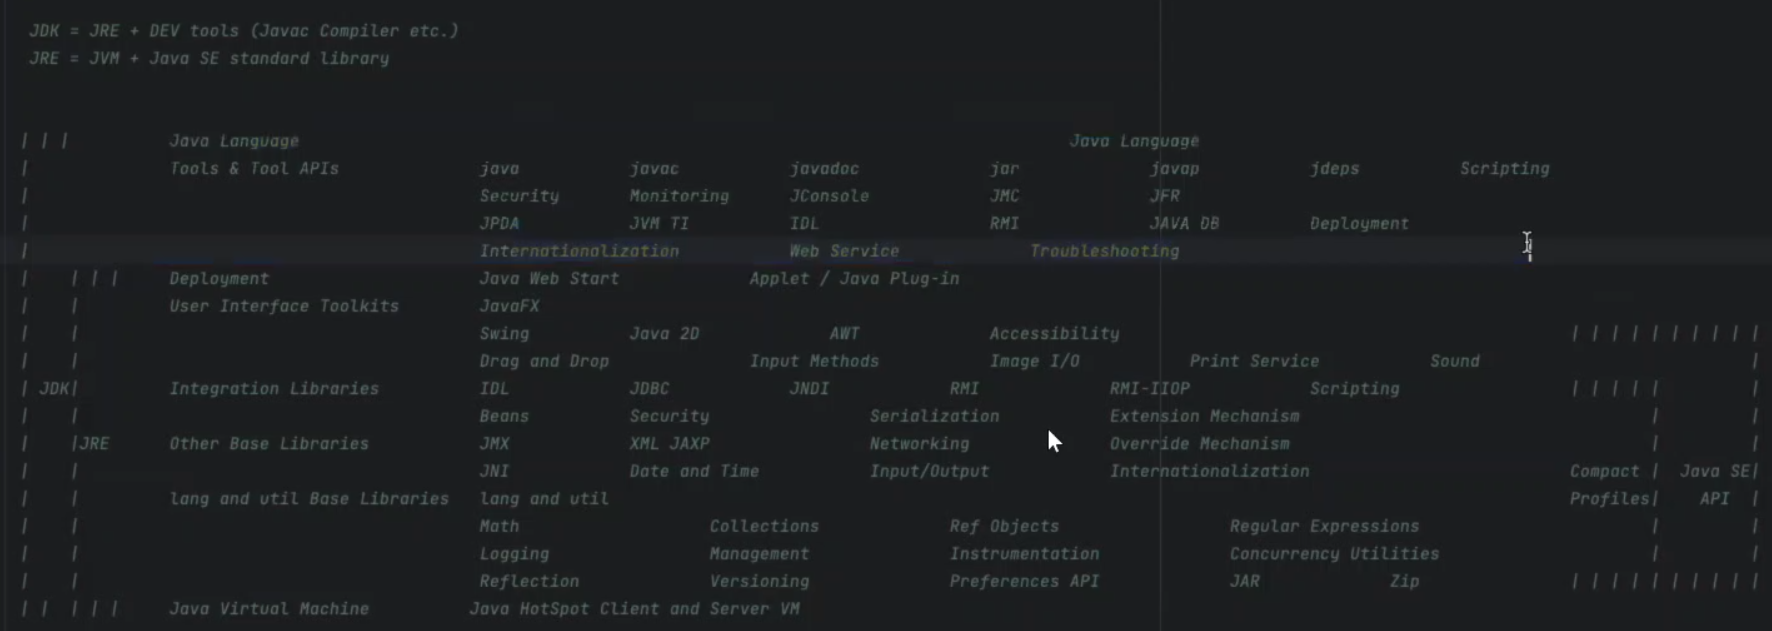 JDK = JRE + DEV tools (Javac Compiler etc.)
JRE = JVM + Java SE standard library
| | | Java Language Java Language
| Tools & Tool APIs java javac javadoc jar javap jdeps Scripting
| Security Monitoring JConsole JMC JFR
| JPDA JVM TI IDL RMI JAVA DB Deployment
| Internationalization Web Service Troubleshooting
| | | | Deployment Java Web Start Applet / Java Plug-in
| | User Interface Toolkits JavaFX
| | Swing Java 2D AWT Accessibility | | | | | | | | | |
| | Drag and Drop Input Methods Image I/O Print Service Sound |
| JDK| Integration Libraries IDL JDBC JNDI RMI RMI-IIOP Scripting | | | | | |
| | Beans Security Serialization Extension Mechanism | |
| |JRE Other Base Libraries JMX XML JAXP Networking Override Mechanism | |
| | JNI Date and Time Input/Output Internationalization Compact | Java SE|
| | lang and util Base Libraries lang and util Profiles| API |
| | Math Collections Ref Objects Regular Expressions | |
| | Logging Management Instrumentation Concurrency Utilities | |
| | Reflection Versioning Preferences API JAR Zip | | | | | | | | | |
| | | | | Java Virtual Machine Java HotSpot Client and Server VM